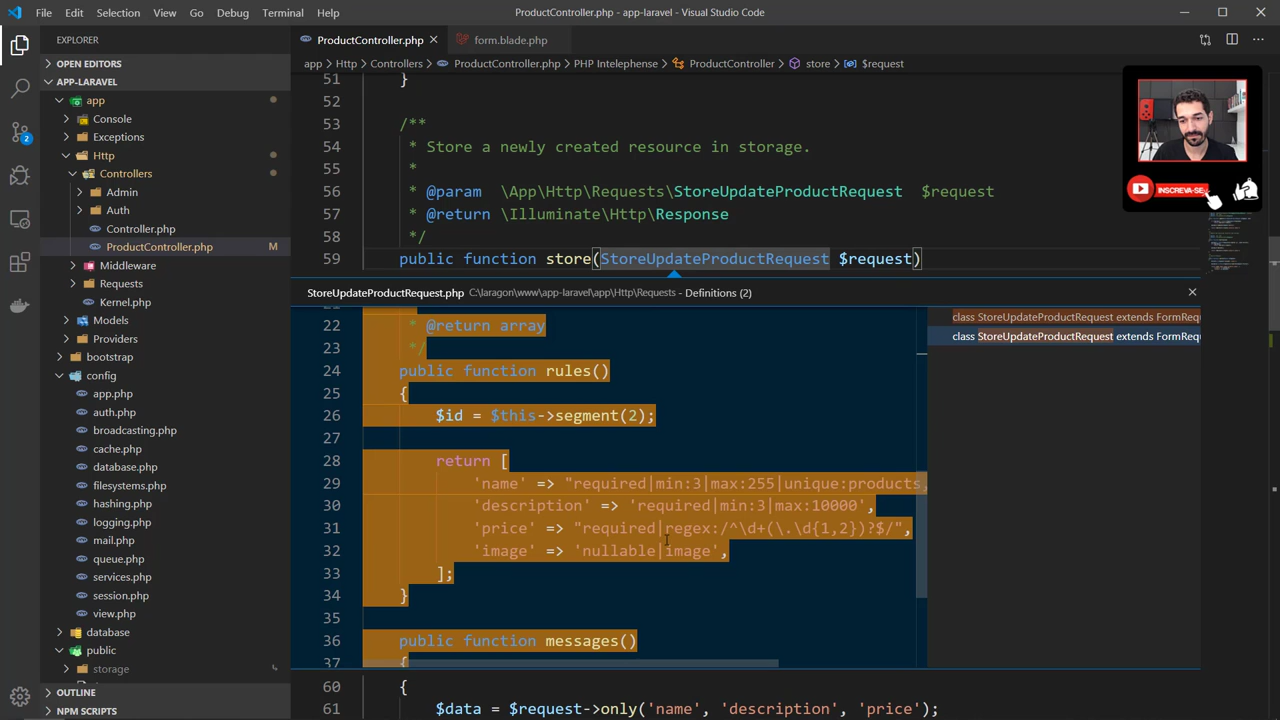 File Edit Selection View Go Debug Terminal Help
ProductController.php - app-laravel - Visual Studio Code
EXPLORER
OPEN EDITORS
APP-LARAVEL
app
Console
Exceptions
Http
Controllers
Admin
Auth
Controller.php
ProductController.php M
Middleware
Requests
Kernel.php
Models
Providers
bootstrap
config
app.php
auth.php
broadcasting.php
cache.php
database.php
filesystems.php
hashing.php
logging.php
mail.php
queue.php
services.php
session.php
view.php
database
public
storage
OUTLINE
NPM SCRIPTS
2
ProductController.php
form.blade.php
app > Http > Controllers > ProductController.php > PHP Intelephense > ProductController > store > $request
51 }
52
53 /**
54 * Store a newly created resource in storage.
55 *
56 * @param \App\Http\Requests\StoreUpdateProductRequest $request
57 * @return \Illuminate\Http\Response
58 */
59 public function store(StoreUpdateProductRequest $request)
StoreUpdateProductRequest.php C:\laragon\www\app-laravel\app\Http\Requests - Definitions (2)
22 * @return array
23 */
24 public function rules()
25 {
26 $id = $this->segment(2);
27
28 return [
29 'name' => "required|min:3|max:255|unique:products,
30 'description' => 'required|min:3|max:10000',
31 'price' => "required|regex:/^\d+(\.\d{1,2})?$/",
32 'image' => 'nullable|image',
33 ];
34 }
35
36 public function messages()
37 {
class StoreUpdateProductRequest extends FormReq
class StoreUpdateProductRequest extends FormReq
60 {
61 $data = $request->only('name', 'description', 'price');
INSCREVA-SE